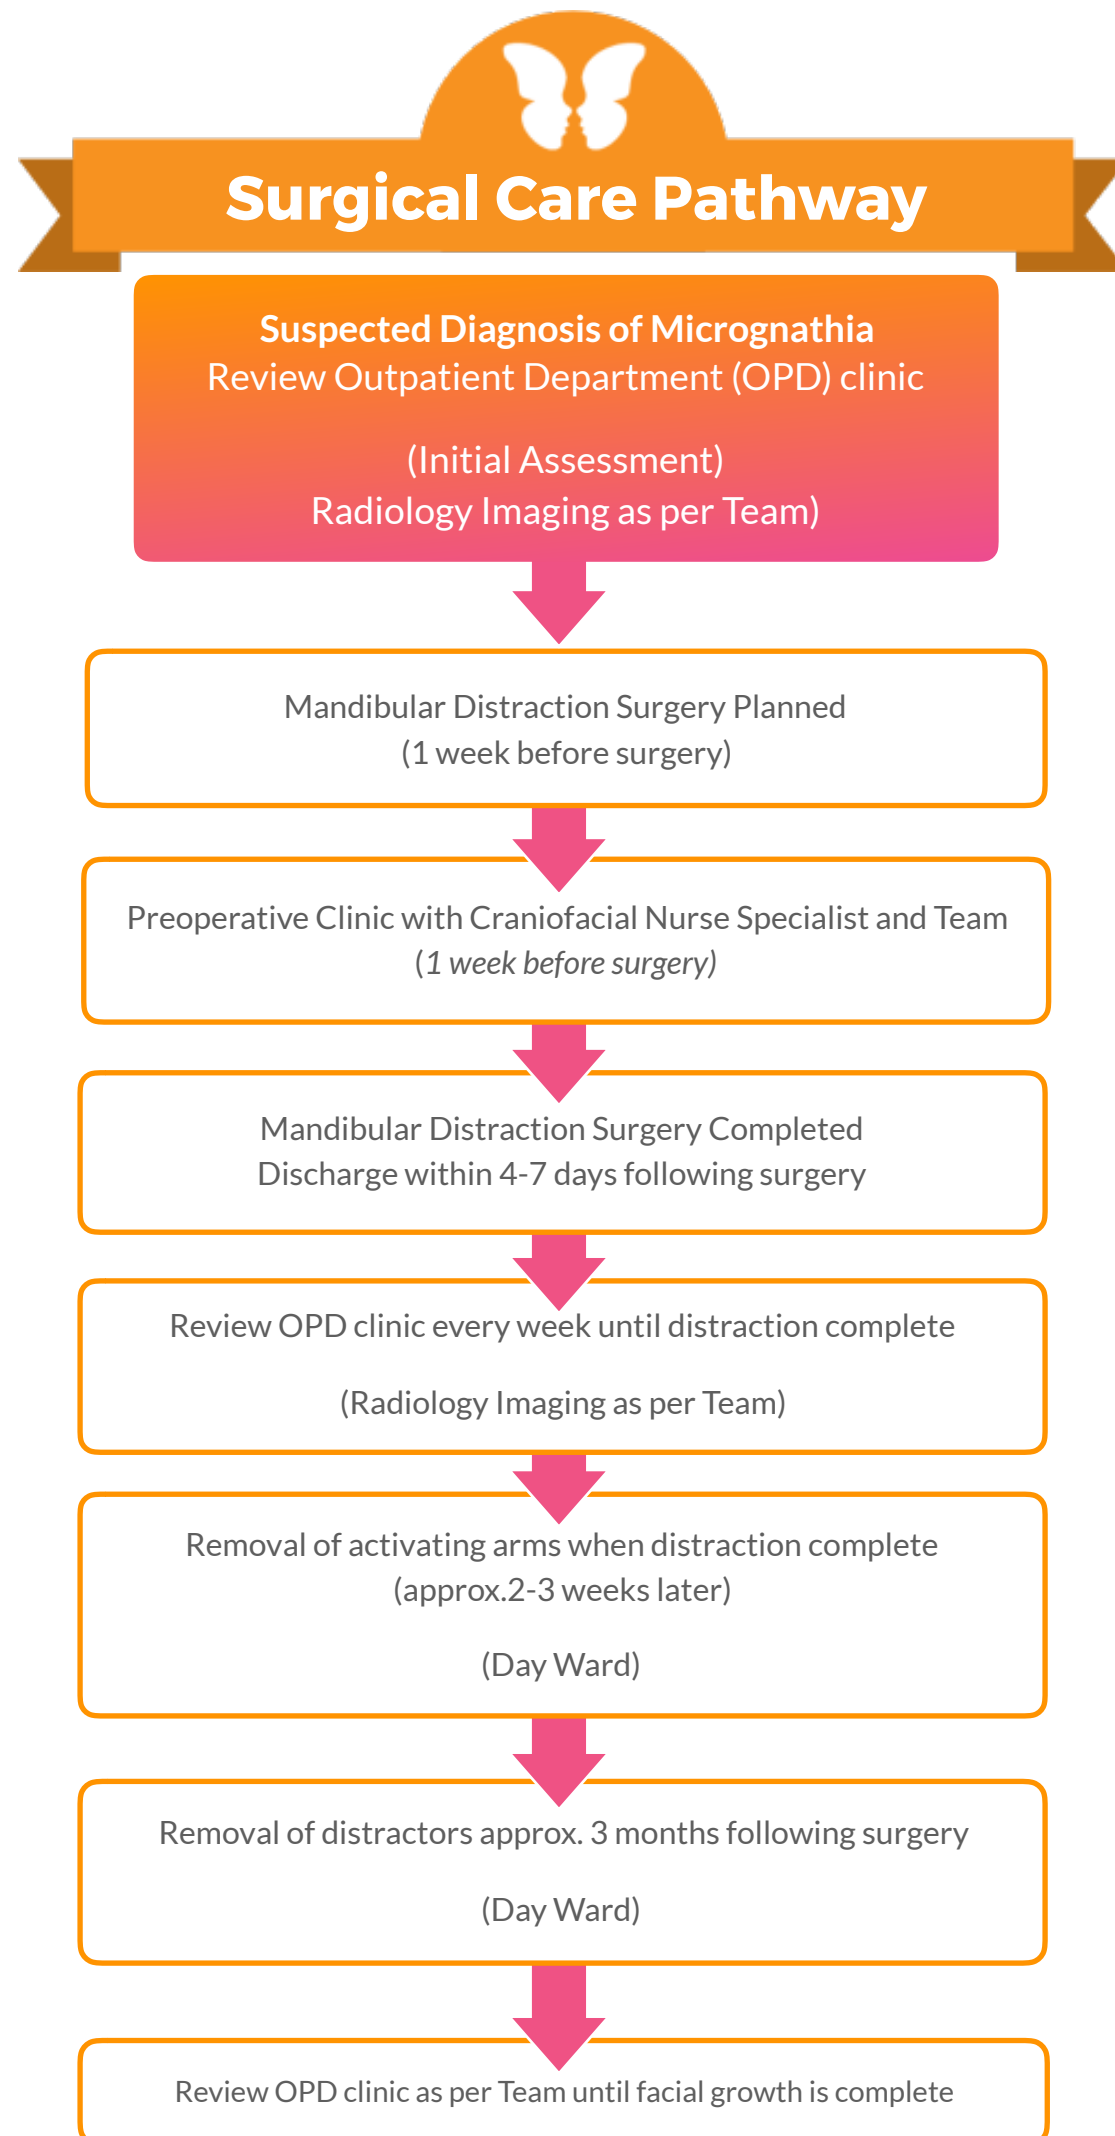 Surgical Care Pathway
Suspected Diagnosis of Micrognathia
Review Outpatient Department (OPD) clinic
(Initial Assessment)
Radiology Imaging as per Team)
Mandibular Distraction Surgery Planned
(1 week before surgery)
Preoperative Clinic with Craniofacial Nurse Specialist and Team
(1 week before surgery)
Mandibular Distraction Surgery Completed
Discharge within 4-7 days following surgery
Review OPD clinic every week until distraction complete
(Radiology Imaging as per Team)
Removal of activating arms when distraction complete
(approx.2-3 weeks later)
(Day Ward)
Removal of distractors approx. 3 months following surgery
(Day Ward)
Review OPD clinic as per Team until facial growth is complete